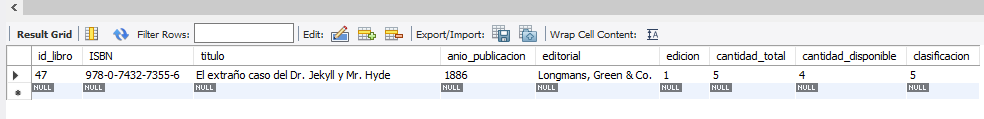 Result Grid Filter Rows: Edit: Export/Import: Wrap Cell Content: IA
id_libro ISBN titulo anio_publicacion editorial edicion cantidad_total cantidad_disponible clasificacion
47 978-0-7432-7355-6 El extraño caso del Dr. Jekyll y Mr. Hyde 1886 Longmans, Green & Co. 1 5 4 5
NULL NULL NULL NULL NULL NULL NULL NULL NULL